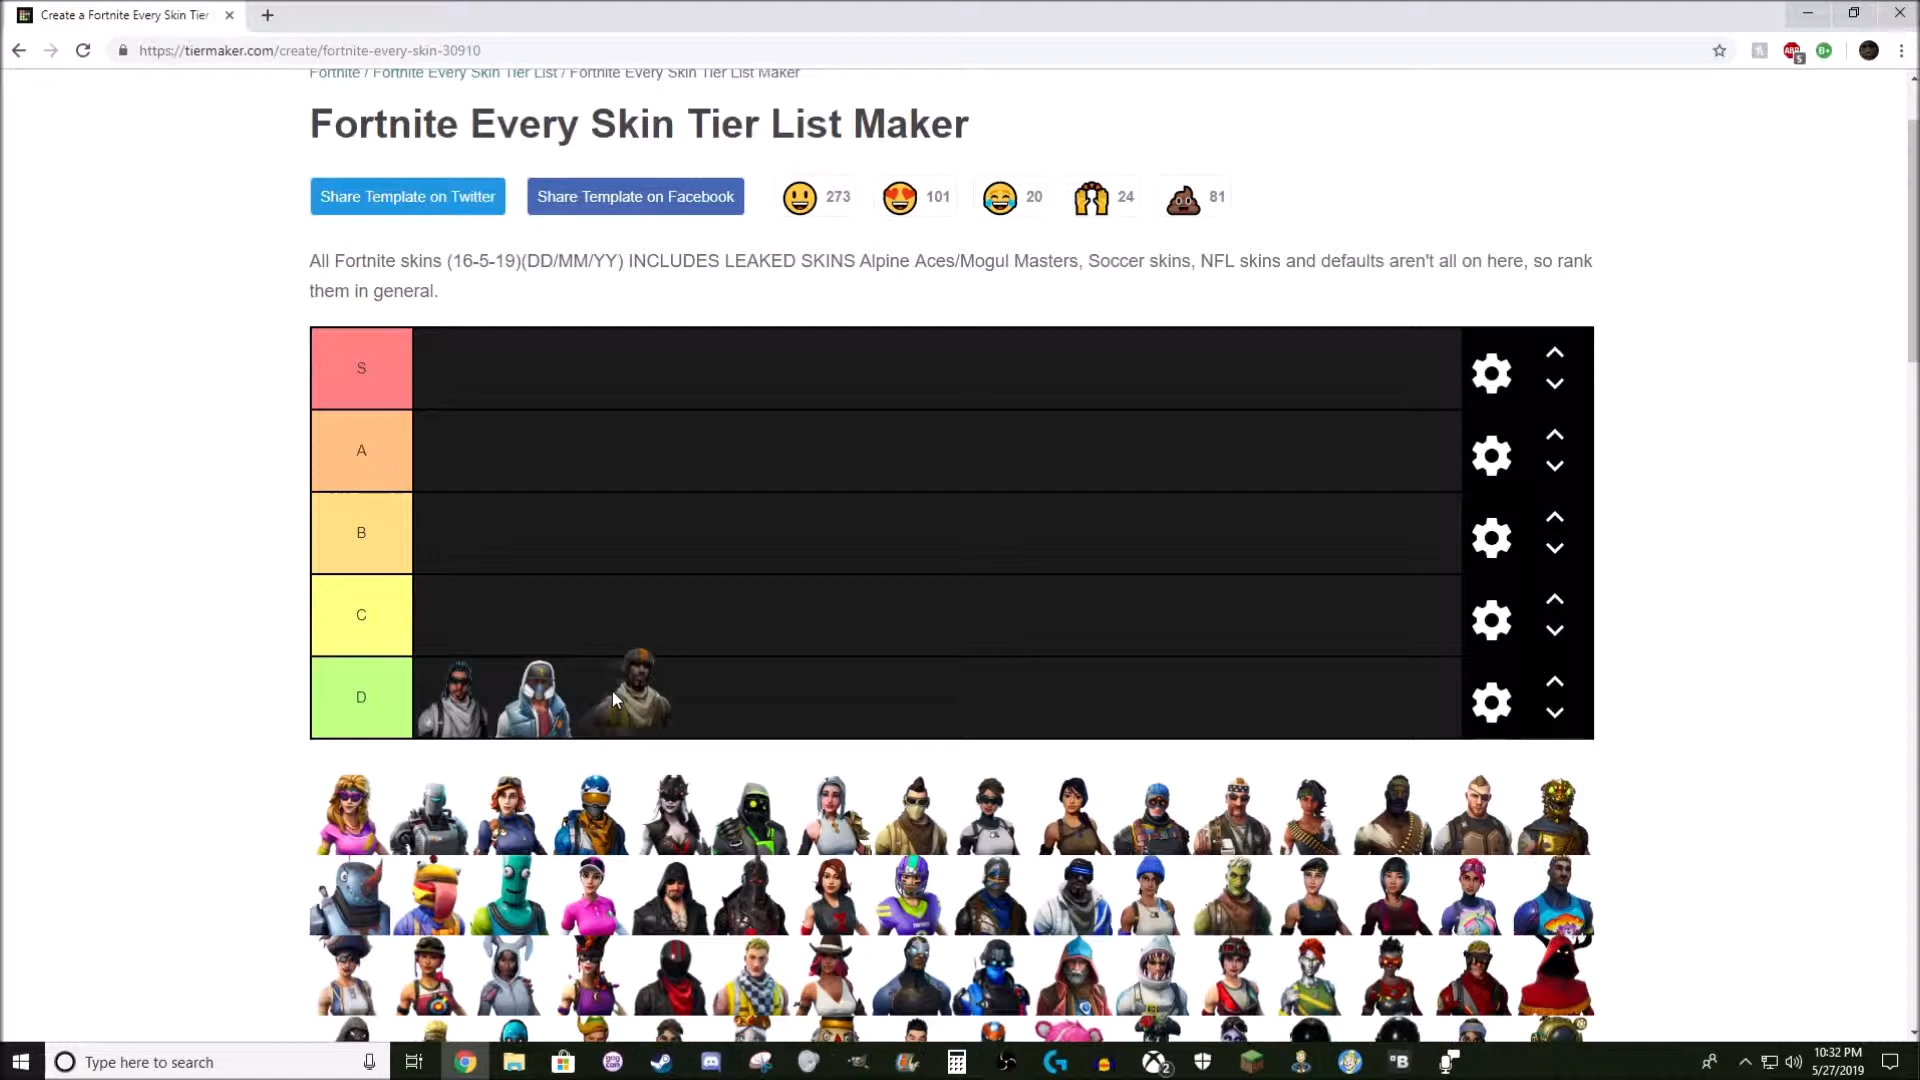 Create a Fortnite Every Skin Tier
https://tiermaker.com/create/fortnite-every-skin-30910
ABP
5
B+
Fortnite / Fortnite Every Skin Tier List / Fortnite Every Skin Tier List Maker
Fortnite Every Skin Tier List Maker
Share Template on Twitter
Share Template on Facebook
273
101
20
24
81
All Fortnite skins (16-5-19)(DD/MM/YY) INCLUDES LEAKED SKINS Alpine Aces/Mogul Masters, Soccer skins, NFL skins and defaults aren't all on here, so rank
them in general.
S
A
B
C
D
Type here to search
2
B
10:32 PM
5/27/2019